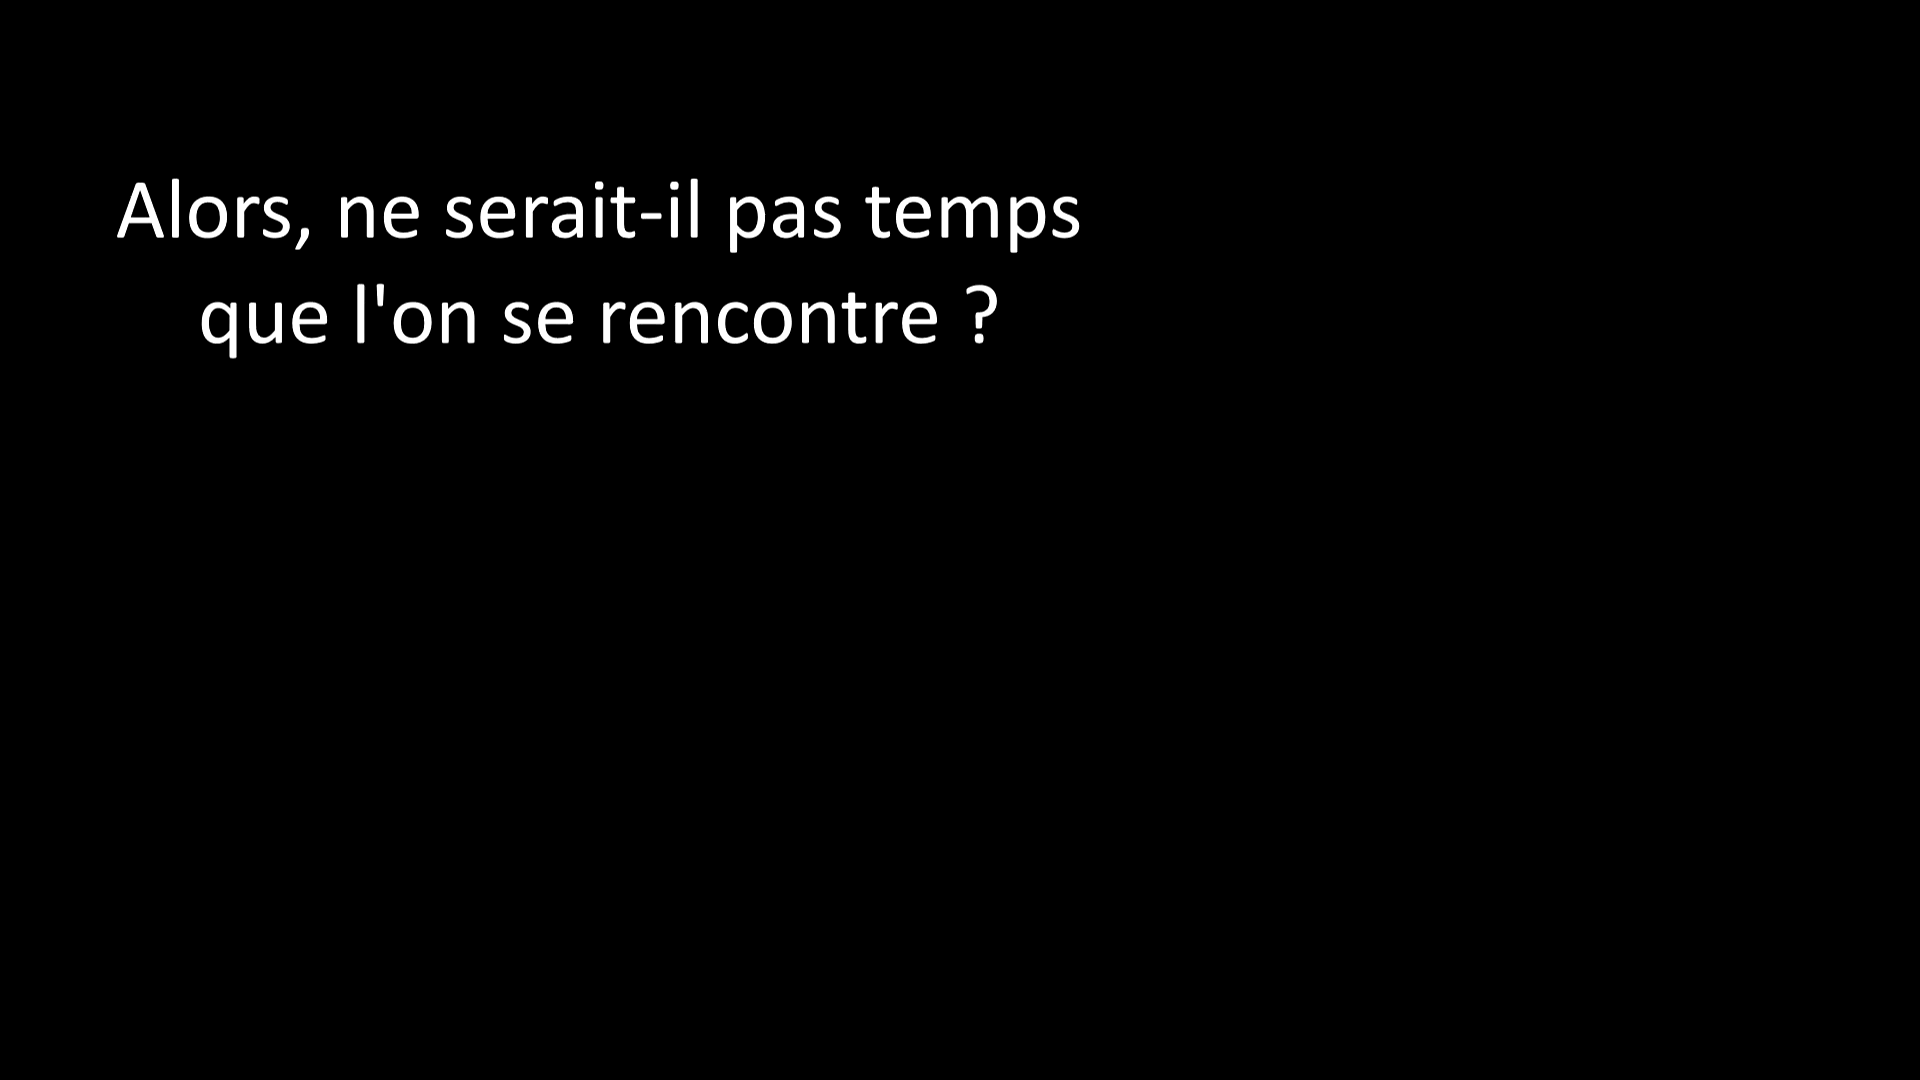 Alors, ne serait-il pas temps
que l'on se rencontre ?